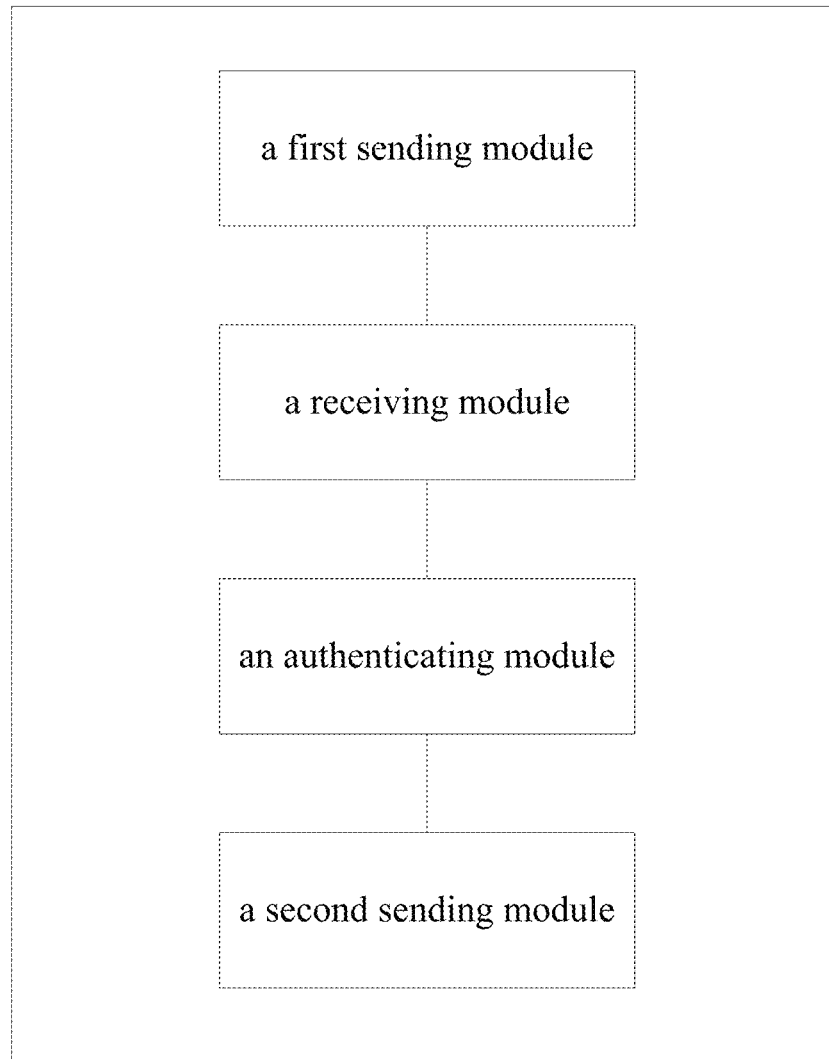 a first sending module
a receiving module
an authenticating module
a second sending module